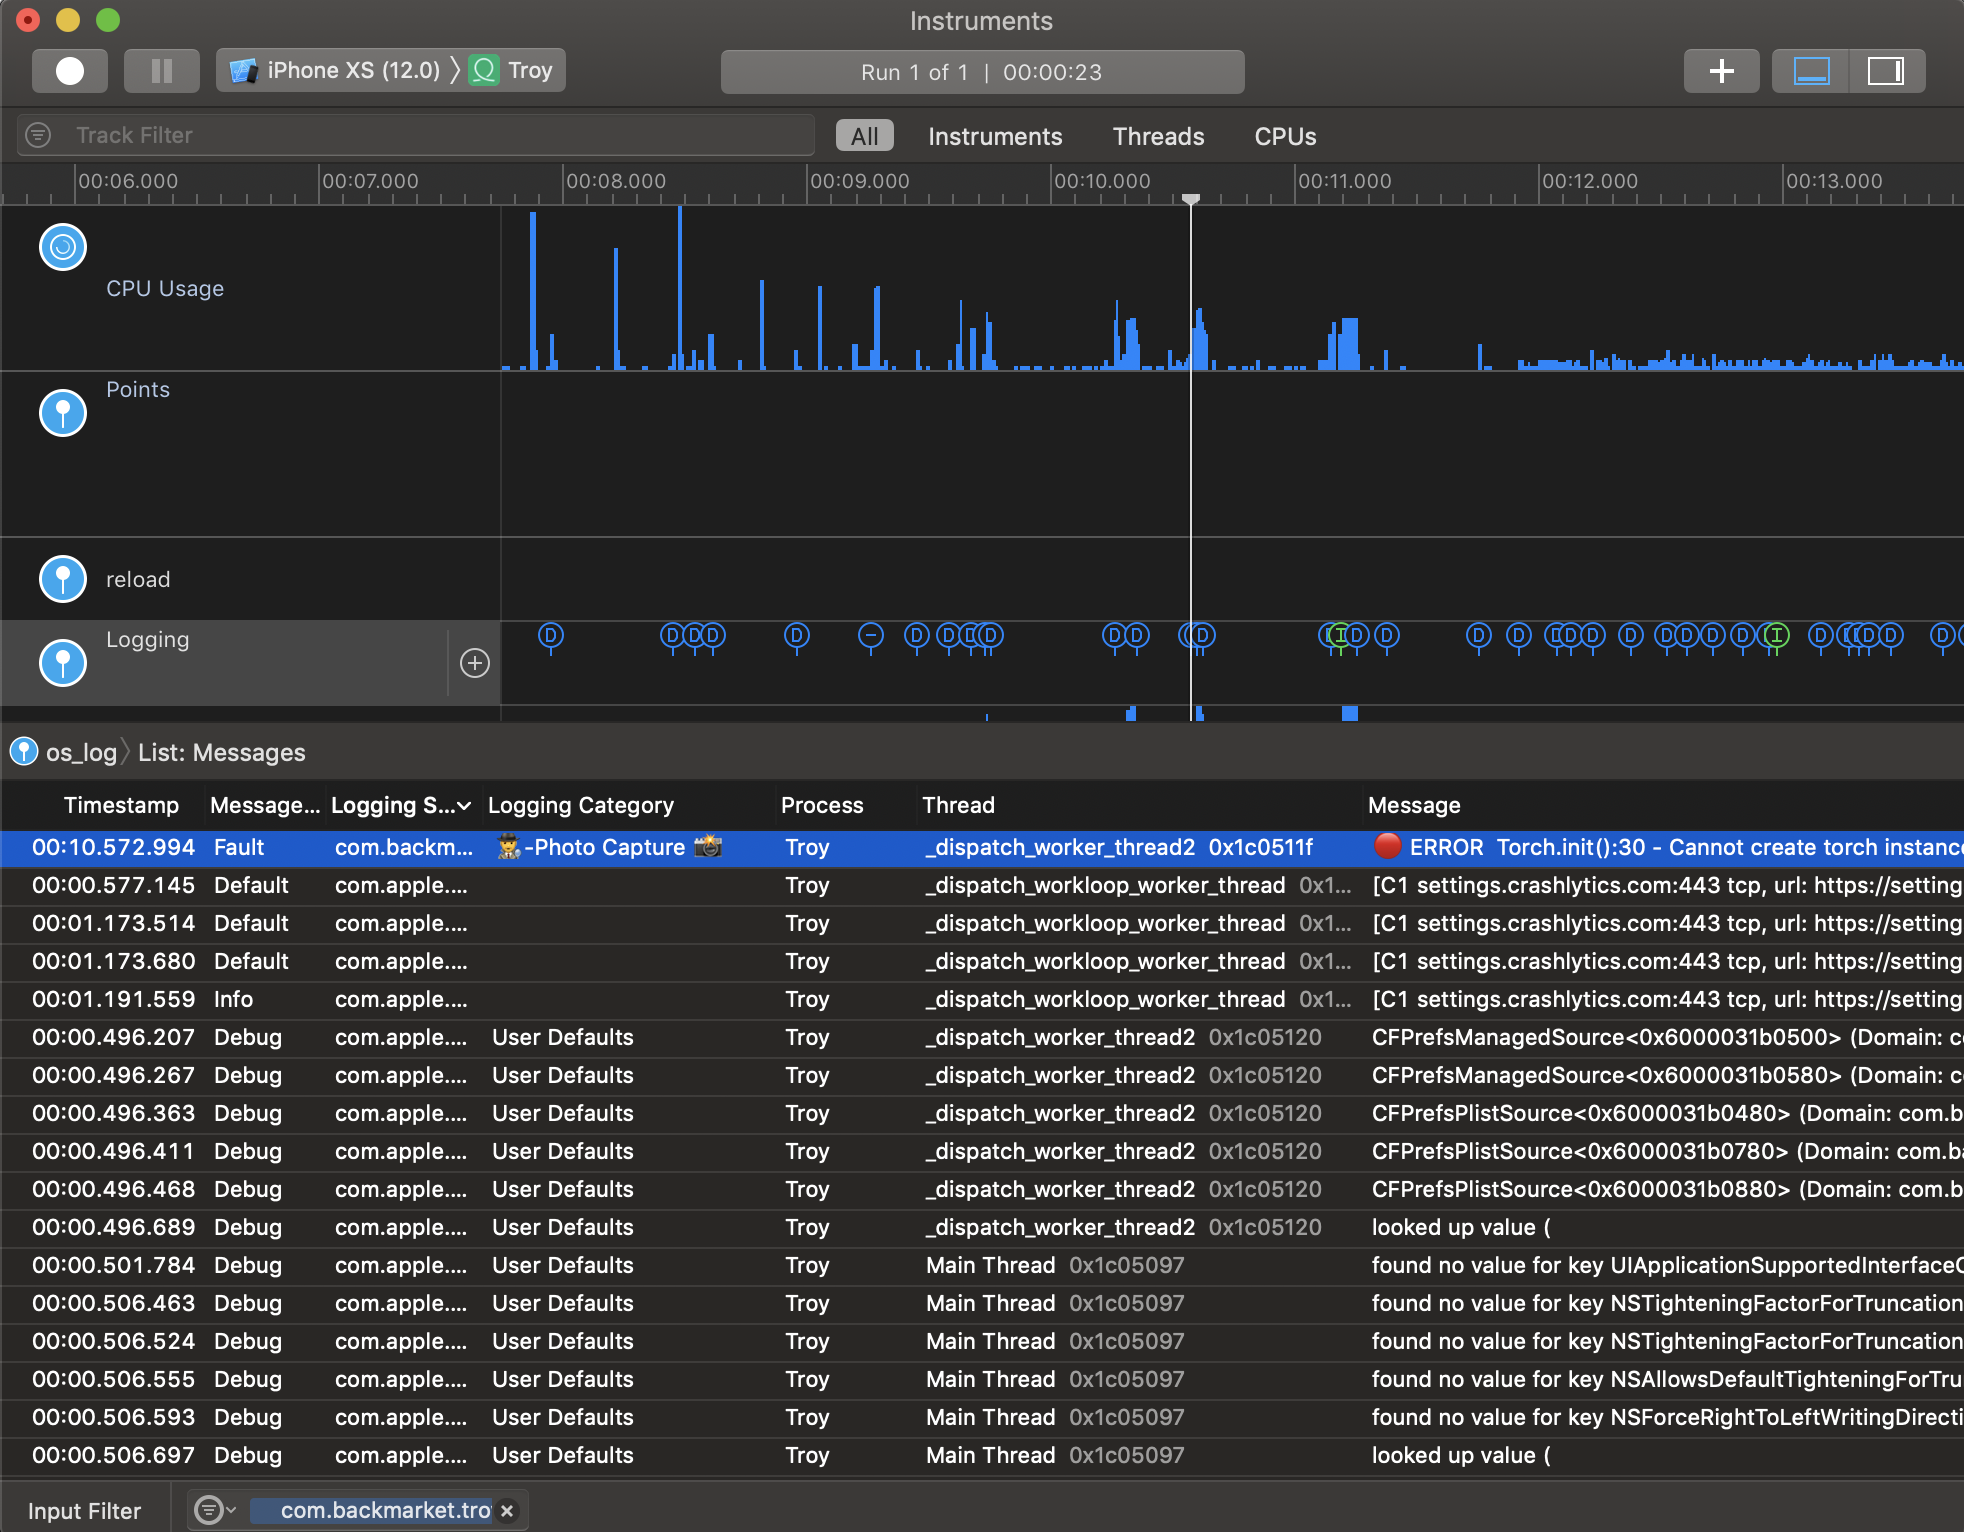 Instruments
iPhone XS (12.0) 〉 Troy
Run 1 of 1 | 00:00:23
Track Filter
All Instruments Threads CPUs
00:06.000 00:07.000 00:08.000 00:09.000 00:10.000 00:11.000 00:12.000 00:13.000
CPU Usage
Points
reload
Logging
os_log 〉 List: Messages
Timestamp Message... Logging S... Logging Category Process Thread Message
00:10.572.994 Fault com.backm... 🕵-Photo Capture 📸 Troy _dispatch_worker_thread2 0x1c0511f 🔴 ERROR Torch.init():30 - Cannot create torch instance
00:00.577.145 Default com.apple.... Troy _dispatch_workloop_worker_thread 0x1... [C1 settings.crashlytics.com:443 tcp, url: https://setting
00:01.173.514 Default com.apple.... Troy _dispatch_workloop_worker_thread 0x1... [C1 settings.crashlytics.com:443 tcp, url: https://setting
00:01.173.680 Default com.apple.... Troy _dispatch_workloop_worker_thread 0x1... [C1 settings.crashlytics.com:443 tcp, url: https://setting
00:01.191.559 Info com.apple.... Troy _dispatch_workloop_worker_thread 0x1... [C1 settings.crashlytics.com:443 tcp, url: https://setting
00:00.496.207 Debug com.apple.... User Defaults Troy _dispatch_worker_thread2 0x1c05120 CFPrefsManagedSource<0x6000031b0500> (Domain: c
00:00.496.267 Debug com.apple.... User Defaults Troy _dispatch_worker_thread2 0x1c05120 CFPrefsManagedSource<0x6000031b0580> (Domain: c
00:00.496.363 Debug com.apple.... User Defaults Troy _dispatch_worker_thread2 0x1c05120 CFPrefsPlistSource<0x6000031b0480> (Domain: com.b
00:00.496.411 Debug com.apple.... User Defaults Troy _dispatch_worker_thread2 0x1c05120 CFPrefsPlistSource<0x6000031b0780> (Domain: com.ba
00:00.496.468 Debug com.apple.... User Defaults Troy _dispatch_worker_thread2 0x1c05120 CFPrefsPlistSource<0x6000031b0880> (Domain: com.b
00:00.496.689 Debug com.apple.... User Defaults Troy _dispatch_worker_thread2 0x1c05120 looked up value (
00:00.501.784 Debug com.apple.... User Defaults Troy Main Thread 0x1c05097 found no value for key UIApplicationSupportedInterfaceO
00:00.506.463 Debug com.apple.... User Defaults Troy Main Thread 0x1c05097 found no value for key NSTighteningFactorForTruncation
00:00.506.524 Debug com.apple.... User Defaults Troy Main Thread 0x1c05097 found no value for key NSTighteningFactorForTruncation
00:00.506.555 Debug com.apple.... User Defaults Troy Main Thread 0x1c05097 found no value for key NSAllowsDefaultTighteningForTru
00:00.506.593 Debug com.apple.... User Defaults Troy Main Thread 0x1c05097 found no value for key NSForceRightToLeftWritingDirecti
00:00.506.697 Debug com.apple.... User Defaults Troy Main Thread 0x1c05097 looked up value (
Input Filter com.backmarket.tro